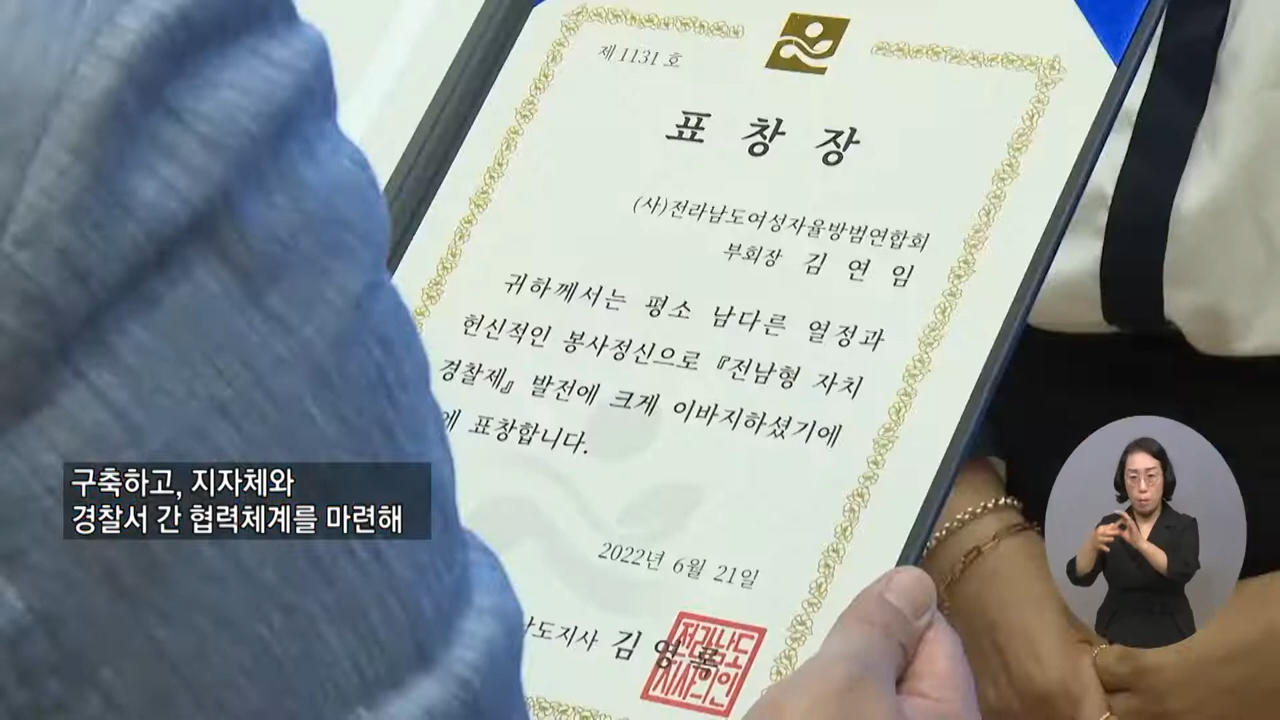 제 1131 호
표 창 장
(사)전라남도여성자율방범연합회
부회장 김 연 임
귀하께서는 평소 남다른 열정과
헌신적인 봉사정신으로 『전남형 자치
경찰제』 발전에 크게 이바지하셨기에
에 표창합니다.
2022년 6월 21일
남도지사 김 영 록
전라남도
지사의인
구축하고, 지자체와
경찰서 간 협력체계를 마련해